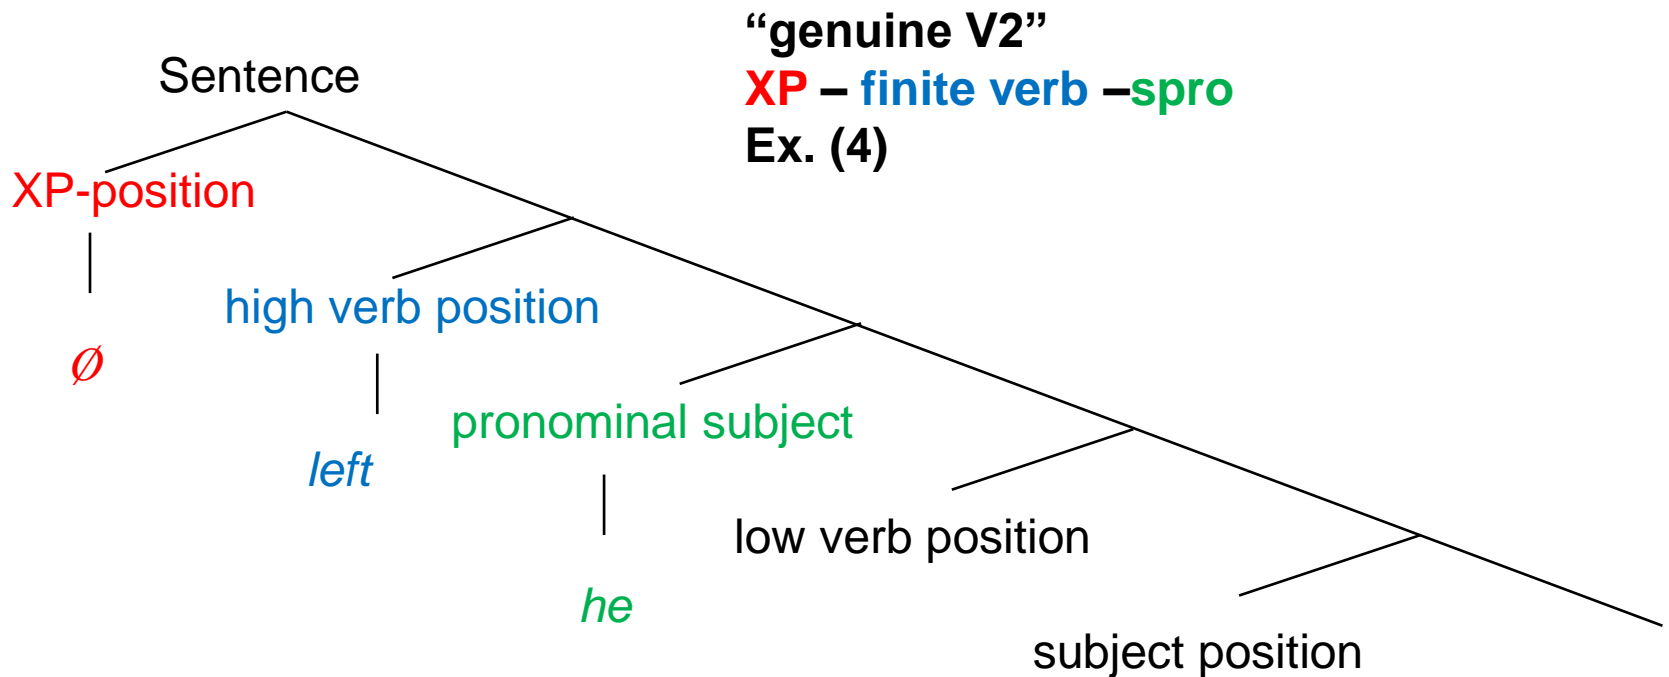 “genuine V2”
XP – finite verb –spro
Ex. (4)
Sentence
XP-position
Ø
high verb position
left
pronominal subject
he
low verb position
subject position